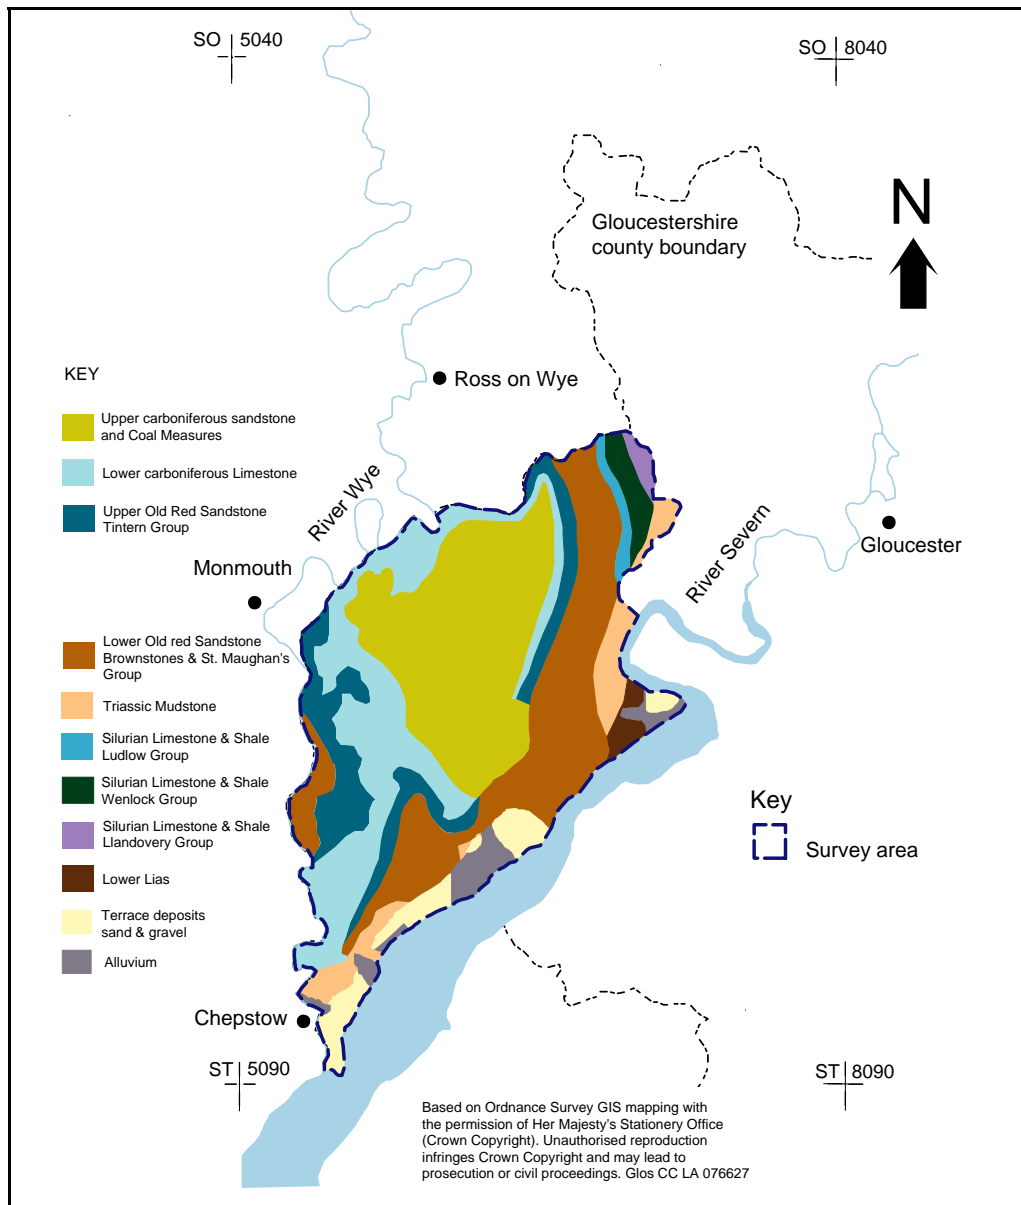 SO 5040
SO 8040
N
Gloucestershire
county boundary
Ross on Wye
KEY
Upper carboniferous sandstone
and Coal Measures
Lower carboniferous Limestone
Upper Old Red Sandstone
Tintern Group
River Wye
River Severn
Gloucester
Monmouth
Lower Old red Sandstone
Brownstones & St. Maughan's
Group
Triassic Mudstone
Silurian Limestone & Shale
Ludlow Group
Silurian Limestone & Shale
Wenlock Group
Silurian Limestone & Shale
Llandovery Group
Lower Lias
Terrace deposits
sand & gravel
Alluvium
Key
Survey area
Chepstow
ST 5090
ST 8090
Based on Ordnance Survey GIS mapping with
the permission of Her Majesty's Stationery Office
(Crown Copyright). Unauthorised reproduction
infringes Crown Copyright and may lead to
prosecution or civil proceedings. Glos CC LA 076627